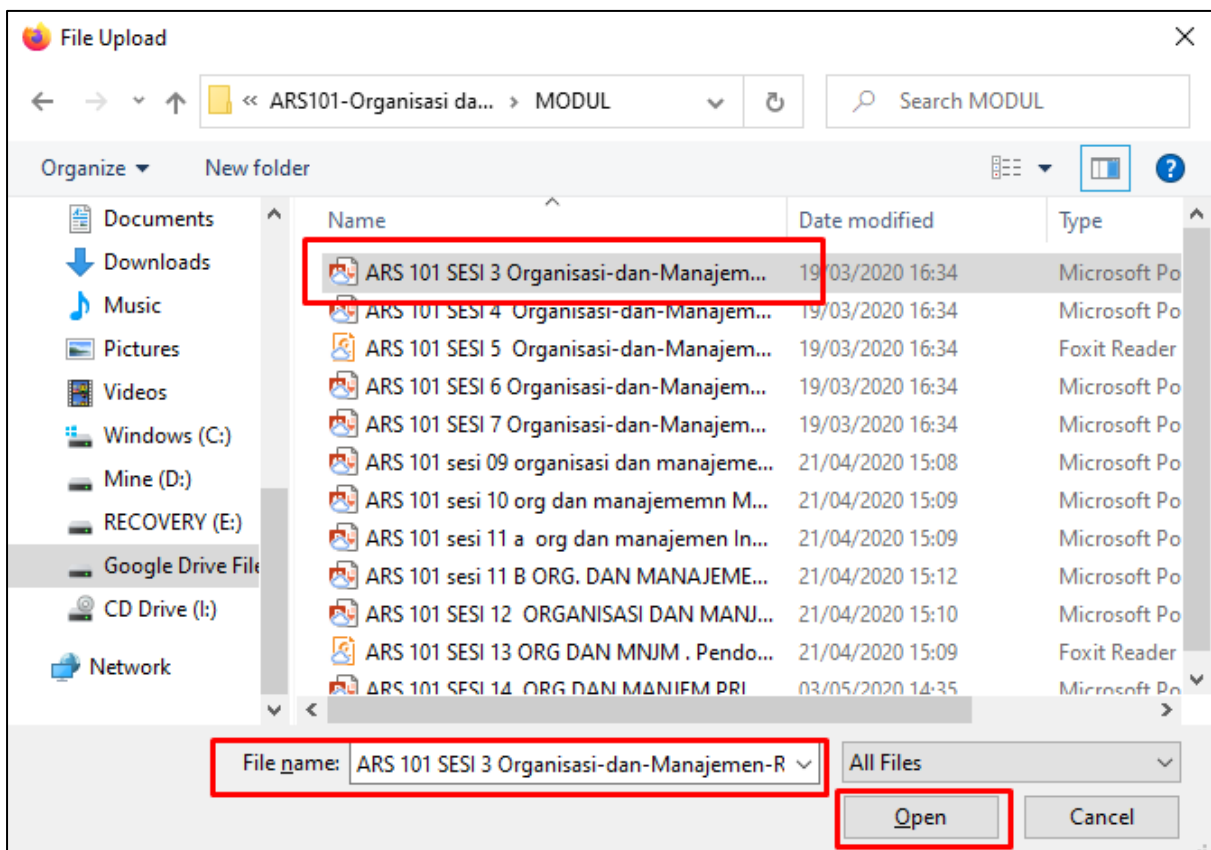 File Upload
« ARS101-Organisasi da... › MODUL
Search MODUL
Organize
New folder
Documents
Downloads
Music
Pictures
Videos
Windows (C:)
Mine (D:)
RECOVERY (E:)
Google Drive File
CD Drive (I:)
Network
Name Date modified Type
ARS 101 SESI 3 Organisasi-dan-Manajem... 19/03/2020 16:34 Microsoft Po
ARS 101 SESI 4 Organisasi-dan-Manajem... 19/03/2020 16:34 Microsoft Po
ARS 101 SESI 5 Organisasi-dan-Manajem... 19/03/2020 16:34 Foxit Reader
ARS 101 SESI 6 Organisasi-dan-Manajem... 19/03/2020 16:34 Microsoft Po
ARS 101 SESI 7 Organisasi-dan-Manajem... 19/03/2020 16:34 Microsoft Po
ARS 101 sesi 09 organisasi dan manajeme... 21/04/2020 15:08 Microsoft Po
ARS 101 sesi 10 org dan manajememn M... 21/04/2020 15:09 Microsoft Po
ARS 101 sesi 11 a org dan manajemen In... 21/04/2020 15:09 Microsoft Po
ARS 101 sesi 11 B ORG. DAN MANAJEME... 21/04/2020 15:12 Microsoft Po
ARS 101 SESI 12 ORGANISASI DAN MANJ... 21/04/2020 15:10 Microsoft Po
ARS 101 SESI 13 ORG DAN MNJM . Pendo... 21/04/2020 15:09 Foxit Reader
ARS 101 SESI 14 ORG DAN MANJEM PRI 03/05/2020 14:35 Microsoft Po
File name: ARS 101 SESI 3 Organisasi-dan-Manajemen-R
All Files
Open
Cancel